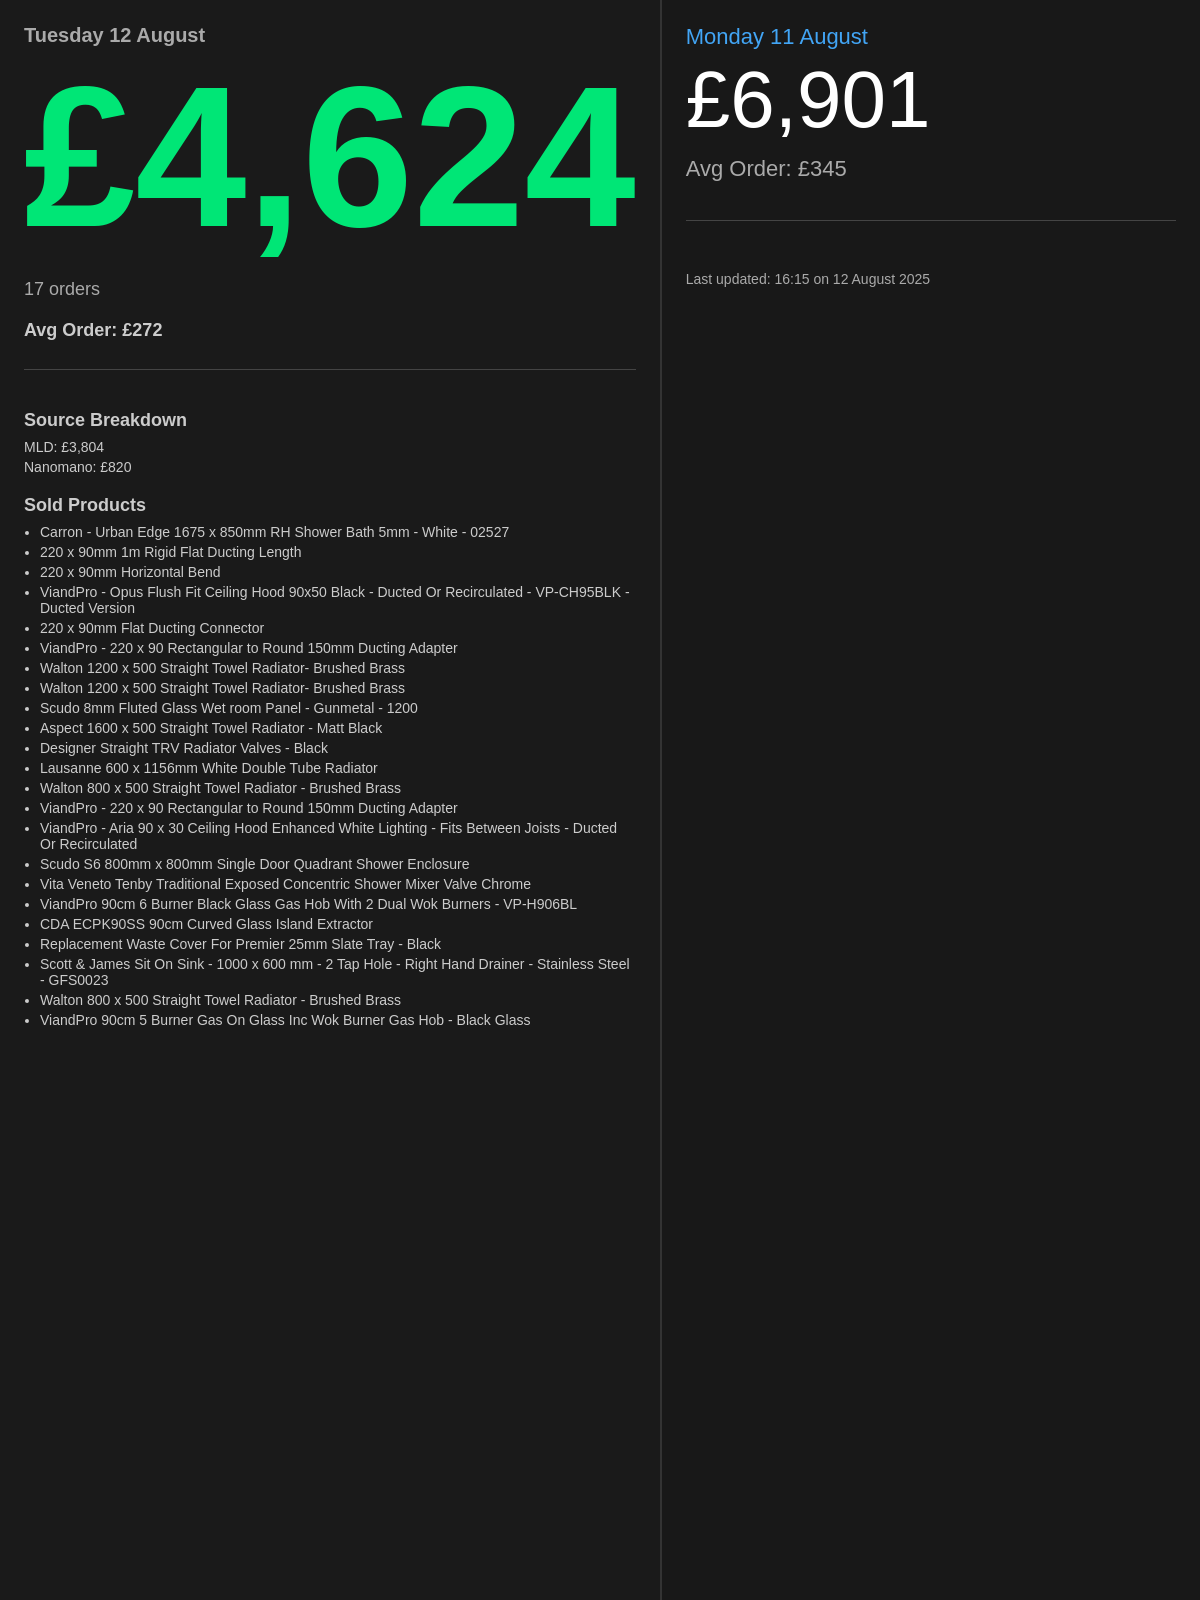 Tuesday 12 August
£4,624
17 orders
Avg Order: £272
Source Breakdown
MLD: £3,804
Nanomano: £820
Sold Products
• Carron - Urban Edge 1675 x 850mm RH Shower Bath 5mm - White - 02527
• 220 x 90mm 1m Rigid Flat Ducting Length
• 220 x 90mm Horizontal Bend
• ViandPro - Opus Flush Fit Ceiling Hood 90x50 Black - Ducted Or Recirculated - VP-CH95BLK -
Ducted Version
• 220 x 90mm Flat Ducting Connector
• ViandPro - 220 x 90 Rectangular to Round 150mm Ducting Adapter
• Walton 1200 x 500 Straight Towel Radiator- Brushed Brass
• Walton 1200 x 500 Straight Towel Radiator- Brushed Brass
• Scudo 8mm Fluted Glass Wet room Panel - Gunmetal - 1200
• Aspect 1600 x 500 Straight Towel Radiator - Matt Black
• Designer Straight TRV Radiator Valves - Black
• Lausanne 600 x 1156mm White Double Tube Radiator
• Walton 800 x 500 Straight Towel Radiator - Brushed Brass
• ViandPro - 220 x 90 Rectangular to Round 150mm Ducting Adapter
• ViandPro - Aria 90 x 30 Ceiling Hood Enhanced White Lighting - Fits Between Joists - Ducted
Or Recirculated
• Scudo S6 800mm x 800mm Single Door Quadrant Shower Enclosure
• Vita Veneto Tenby Traditional Exposed Concentric Shower Mixer Valve Chrome
• ViandPro 90cm 6 Burner Black Glass Gas Hob With 2 Dual Wok Burners - VP-H906BL
• CDA ECPK90SS 90cm Curved Glass Island Extractor
• Replacement Waste Cover For Premier 25mm Slate Tray - Black
• Scott & James Sit On Sink - 1000 x 600 mm - 2 Tap Hole - Right Hand Drainer - Stainless Steel
- GFS0023
• Walton 800 x 500 Straight Towel Radiator - Brushed Brass
• ViandPro 90cm 5 Burner Gas On Glass Inc Wok Burner Gas Hob - Black Glass
Monday 11 August
£6,901
Avg Order: £345
Last updated: 16:15 on 12 August 2025